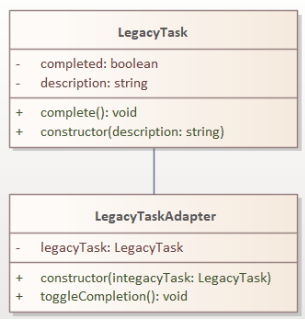 LegacyTask
- completed: boolean
- description: string
+ complete(): void
+ constructor(description: string)
LegacyTaskAdapter
- legacyTask: LegacyTask
+ constructor(integacyTask: LegacyTask)
+ toggleCompletion(): void